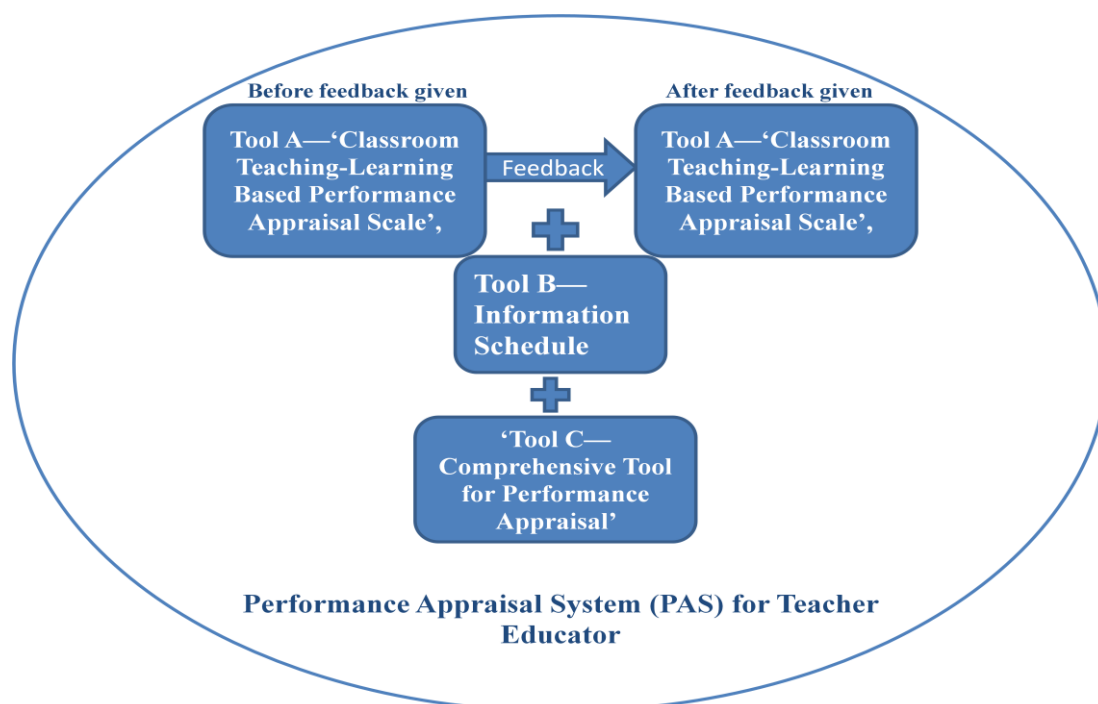 Before feedback given
Tool A—‘Classroom
Teaching-Learning
Based Performance
Appraisal Scale’,
Feedback
After feedback given
Tool A—‘Classroom
Teaching-Learning
Based Performance
Appraisal Scale’,
Tool B—
Information
Schedule
‘Tool C—
Comprehensive Tool
for Performance
Appraisal’
Performance Appraisal System (PAS) for Teacher
Educator